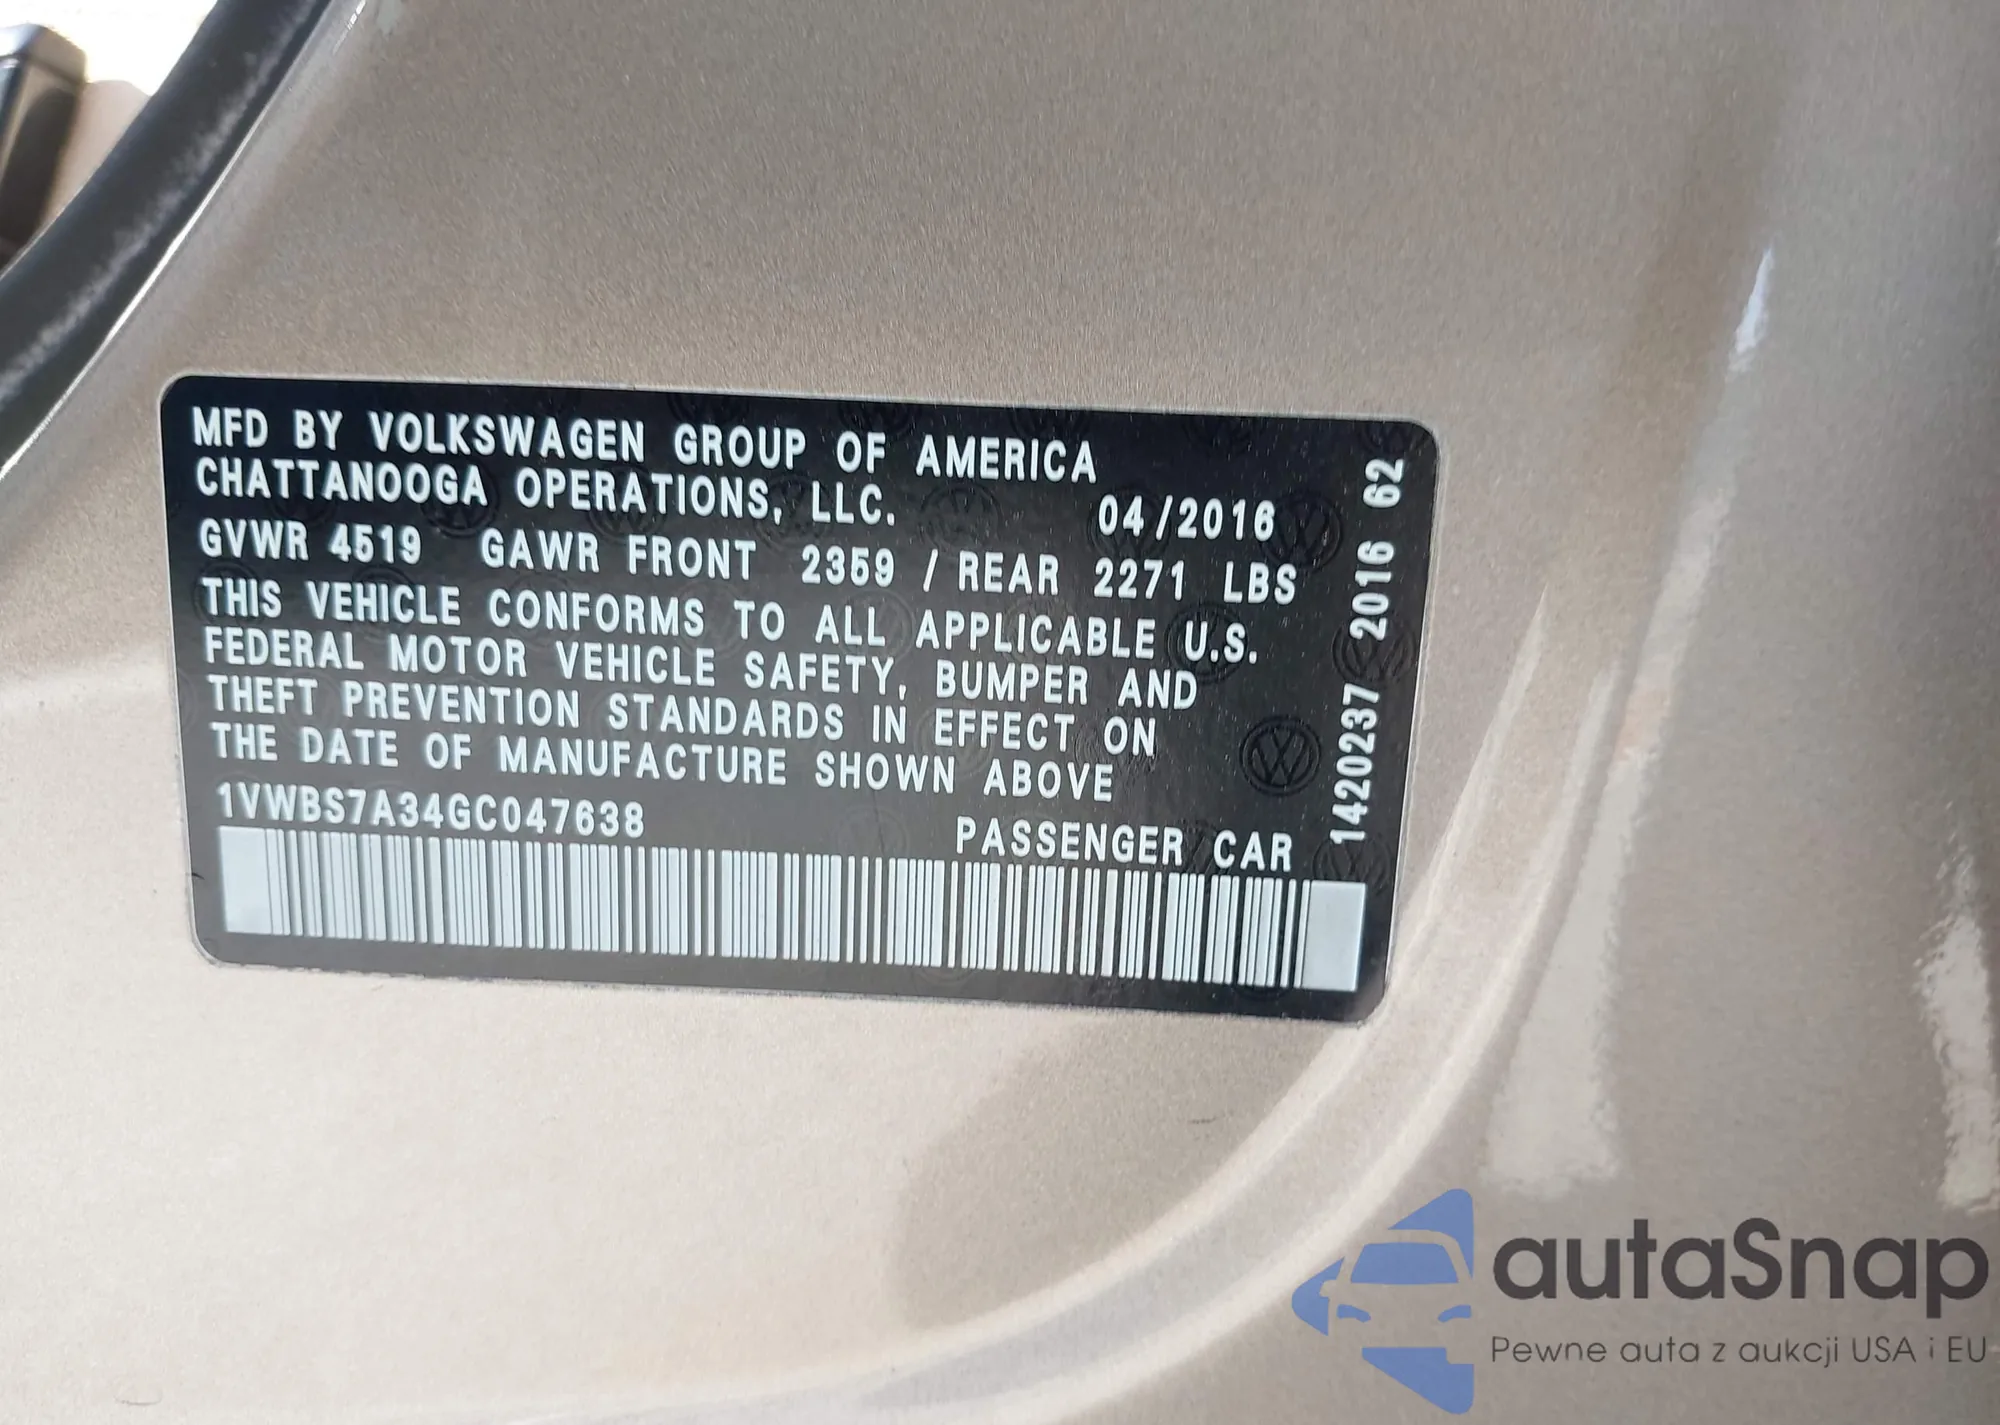 MFD BY VOLKSWAGEN GROUP OF AMERICA
CHATTANOOGA OPERATIONS, LLC. 04/2016
GVWR 4519 GAWR FRONT 2359 / REAR 2271 LBS
THIS VEHICLE CONFORMS TO ALL APPLICABLE U.S.
FEDERAL MOTOR VEHICLE SAFETY, BUMPER AND
THEFT PREVENTION STANDARDS IN EFFECT ON
THE DATE OF MANUFACTURE SHOWN ABOVE
1VWBS7A34GC047638
PASSENGER CAR
1420237 2016 62
autaSnap
Pewne auta z aukcji USA i EU